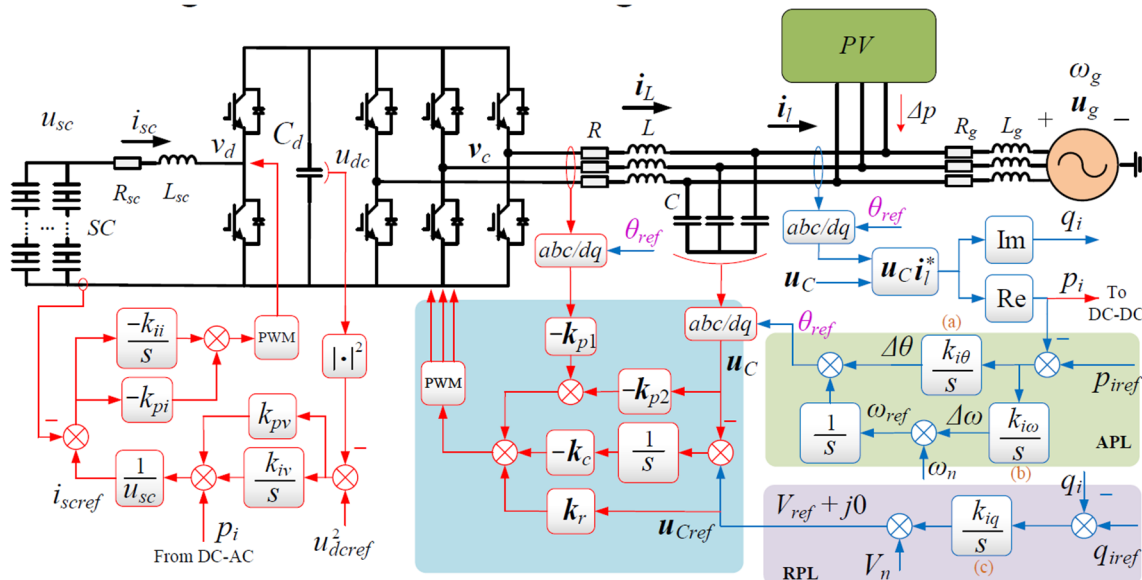 PV
ω_g
u_g
+
−
i_L
i_l
Δp
u_sc
i_sc
v_d
C_d
u_dc
v_c
R
L
R_g
L_g
R_sc
L_sc
SC
...
C
θ_ref
abc/dq
θ_ref
abc/dq
u_C
u_C i_l^*
Im
q_i
Re
p_i
To
DC-DC
−k_ii
s
PWM
|·|^2
−k_pi
−
k_pv
−
1
u_sc
k_iv
s
i_scref
p_i
From DC-AC
u_dcref^2
PWM
−k_p1
abc/dq
u_C
−k_p2
−
−k_c
1
s
k_r
u_Cref
(a)
θ_ref
Δθ
k_iθ
s
−
p_iref
1
s
ω_ref
Δω
k_iω
s
ω_n
(b)
APL
q_i
−
V_ref + j0
k_iq
s
V_n
(c)
q_iref
RPL